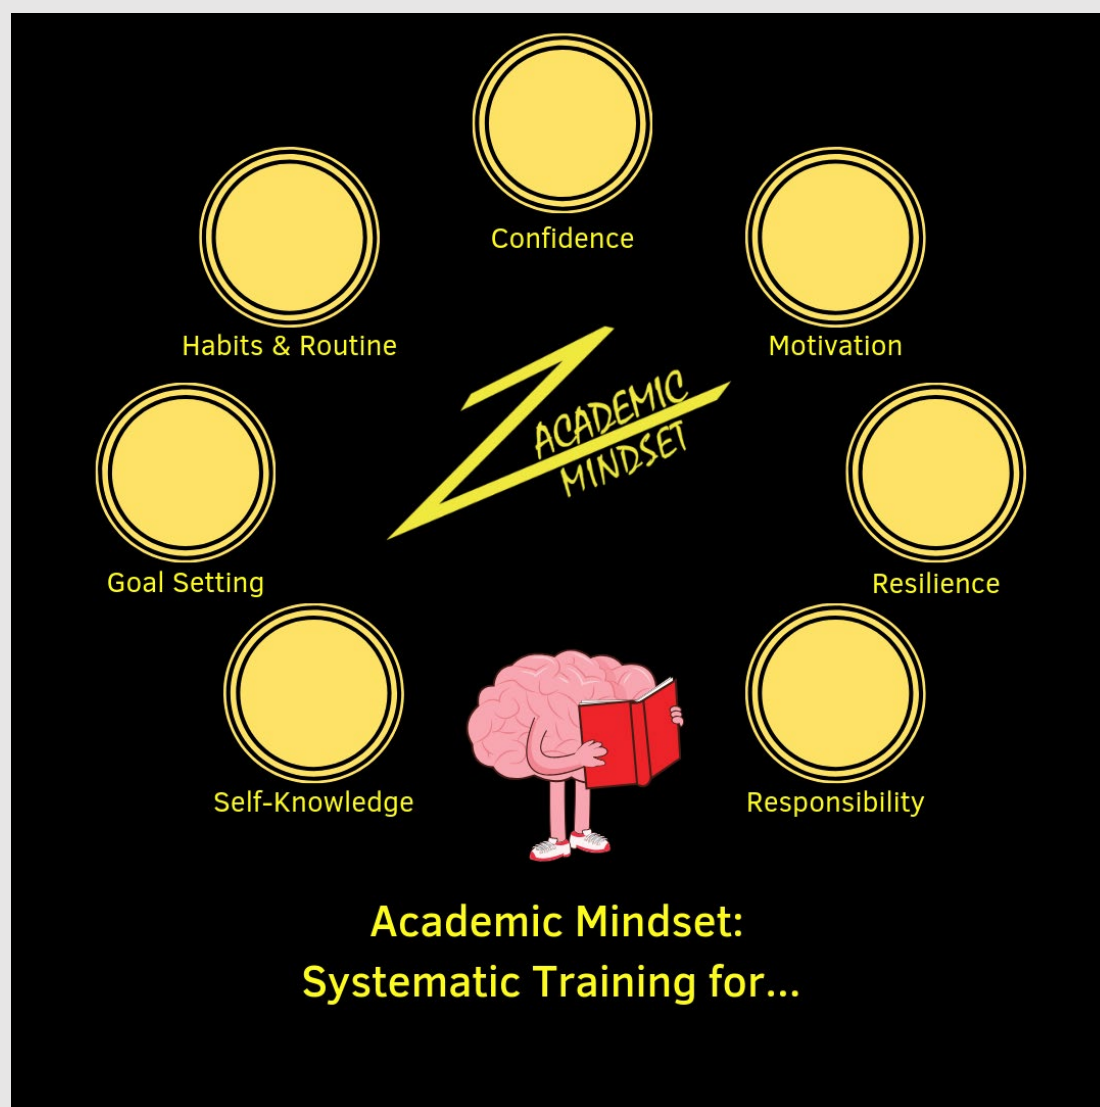 Confidence
Habits & Routine
Motivation
ACADEMIC
MINDSET
Goal Setting
Resilience
Self-Knowledge
Responsibility
Academic Mindset:
Systematic Training for...